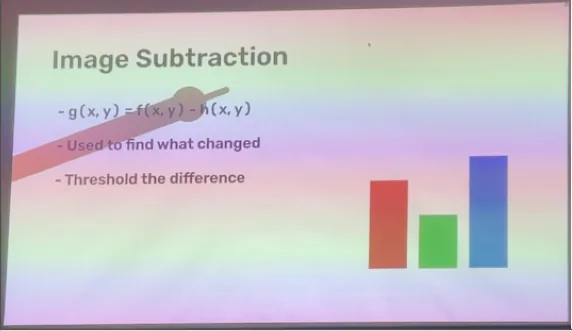 Image Subtraction
- g(x, y) = f(x, y) - h(x, y)
- Used to find what changed
- Threshold the difference